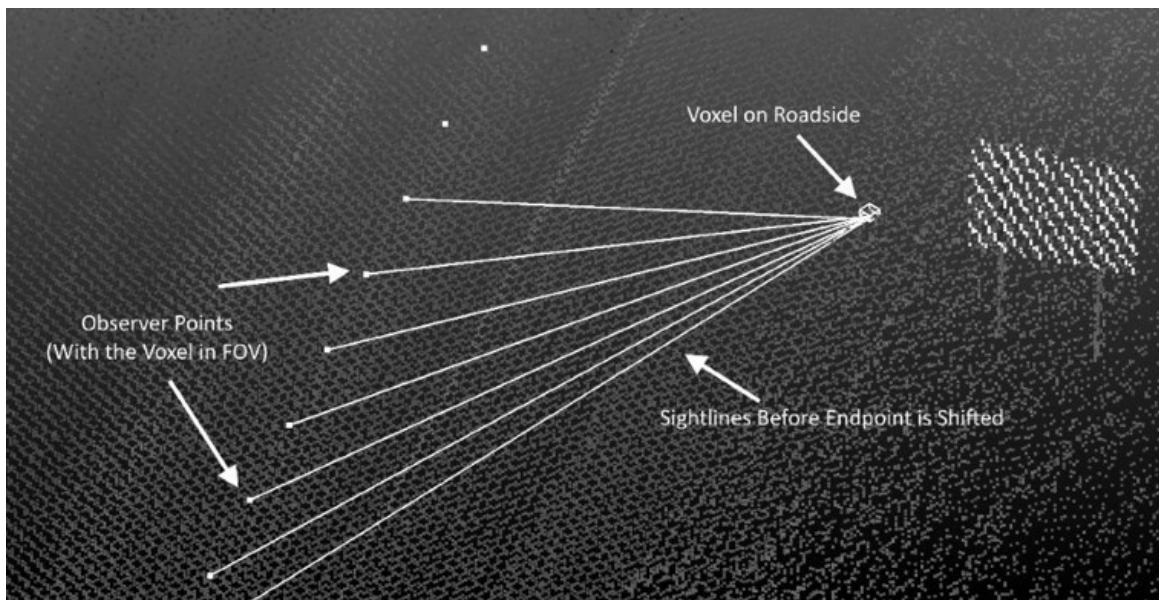 Voxel on Roadside
Observer Points
(With the Voxel in FOV)
Sightlines Before Endpoint is Shifted